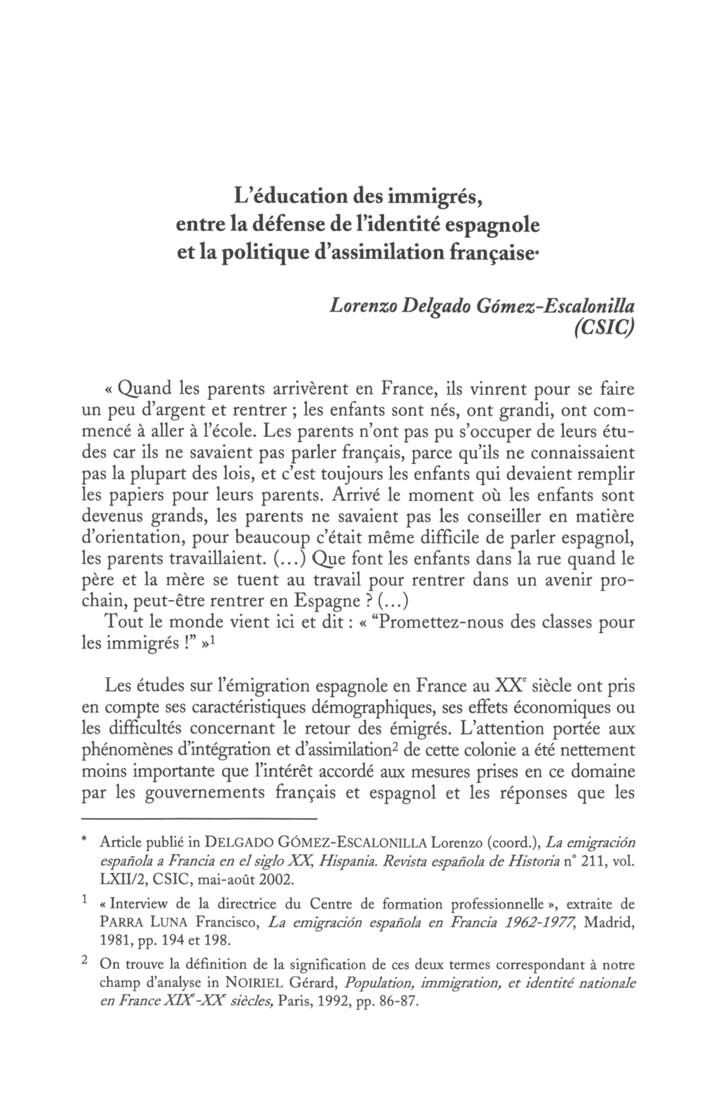 L'éducation des immigrés,
entre la défense de l'identité espagnole
et la politique d'assimilation française*
Lorenzo Delgado Gómez-Escalonilla
(CSIC)
« Quand les parents arrivèrent en France, ils vinrent pour se faire
un peu d'argent et rentrer ; les enfants sont nés, ont grandi, ont com-
mencé à aller à l'école. Les parents n'ont pas pu s'occuper de leurs étu-
des car ils ne savaient pas parler français, parce qu'ils ne connaissaient
pas la plupart des lois, et c'est toujours les enfants qui devaient remplir
les papiers pour leurs parents. Arrivé le moment où les enfants sont
devenus grands, les parents ne savaient pas les conseiller en matière
d'orientation, pour beaucoup c'était même difficile de parler espagnol,
les parents travaillaient. (…) Que font les enfants dans la rue quand le
père et la mère se tuent au travail pour rentrer dans un avenir pro-
chain, peut-être rentrer en Espagne ? (…)
Tout le monde vient ici et dit : « "Promettez-nous des classes pour
les immigrés !" »1
Les études sur l'émigration espagnole en France au XXe siècle ont pris
en compte ses caractéristiques démographiques, ses effets économiques ou
les difficultés concernant le retour des émigrés. L'attention portée aux
phénomènes d'intégration et d'assimilation2 de cette colonie a été nettement
moins importante que l'intérêt accordé aux mesures prises en ce domaine
par les gouvernements français et espagnol et les réponses que les
* Article publié in DELGADO GÓMEZ-ESCALONILLA Lorenzo (coord.), La emigración
española a Francia en el siglo XX, Hispania. Revista española de Historia n° 211, vol.
LXII/2, CSIC, mai-août 2002.
1 « Interview de la directrice du Centre de formation professionnelle », extraite de
PARRA LUNA Francisco, La emigración española en Francia 1962-1977, Madrid,
1981, pp. 194 et 198.
2 On trouve la définition de la signification de ces deux termes correspondant à notre
champ d'analyse in NOIRIEL Gérard, Population, immigration, et identité nationale
en France XIXe-XXe siècles, Paris, 1992, pp. 86-87.